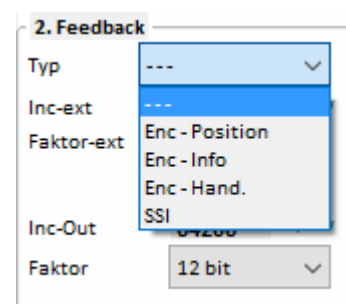 2. Feedback
Typ
---
Inc-ext
---
Faktor-ext
Enc - Position
Enc - Info
Enc - Hand.
SSI
Inc-Out
Faktor
12 bit